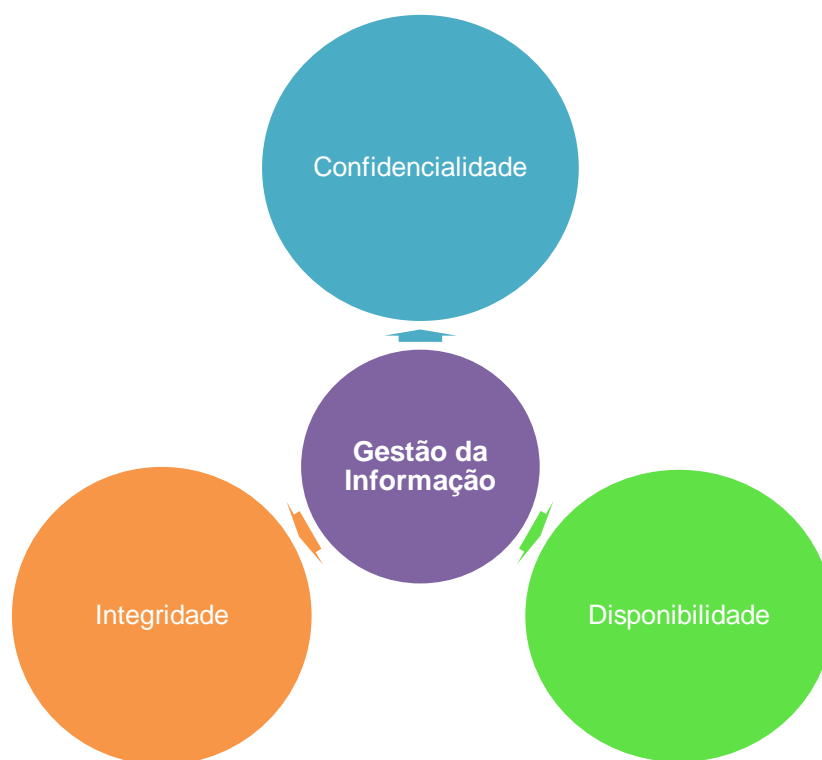 Confidencialidade
Gestão da
Informação
Integridade
Disponibilidade